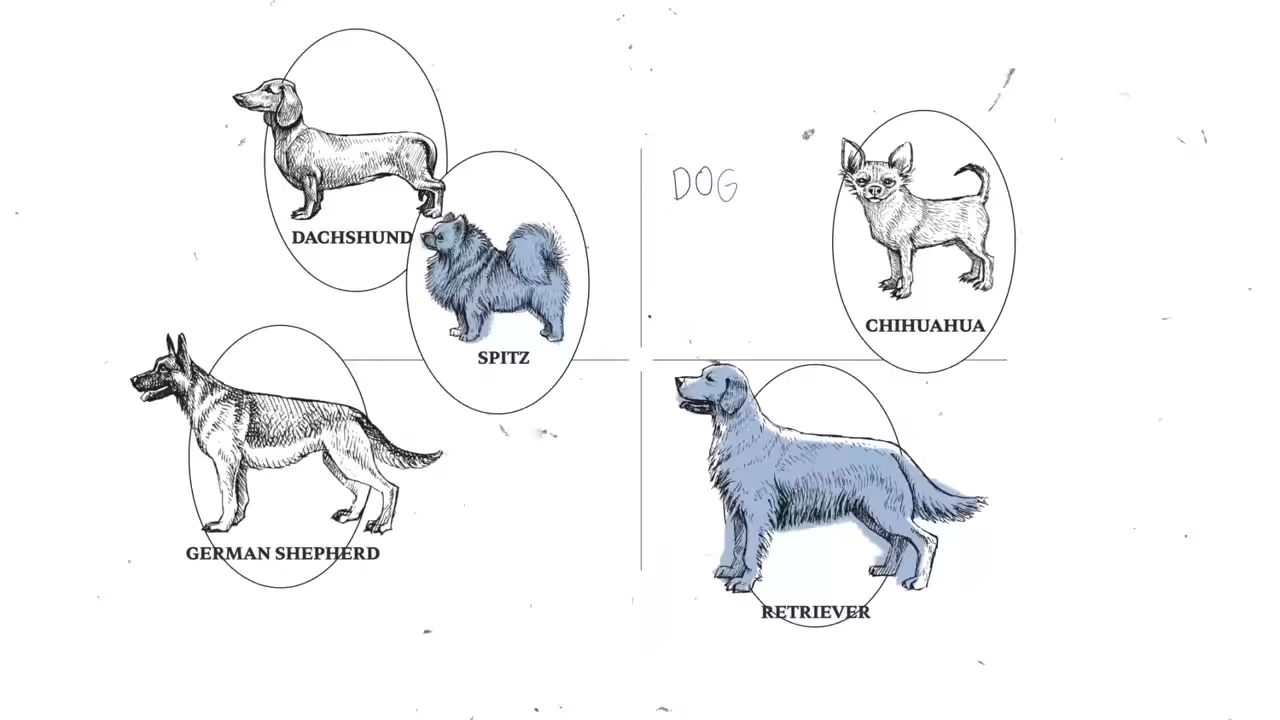 DACHSHUND
DOG
SPITZ
CHIHUAHUA
GERMAN SHEPHERD
RETRIEVER